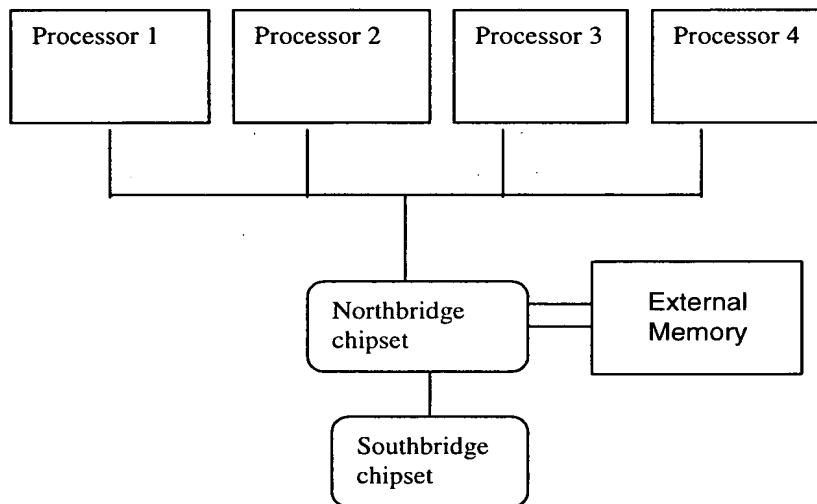 Processor 1
Processor 2
Processor 3
Processor 4
Northbridge
chipset
External
Memory
Southbridge
chipset